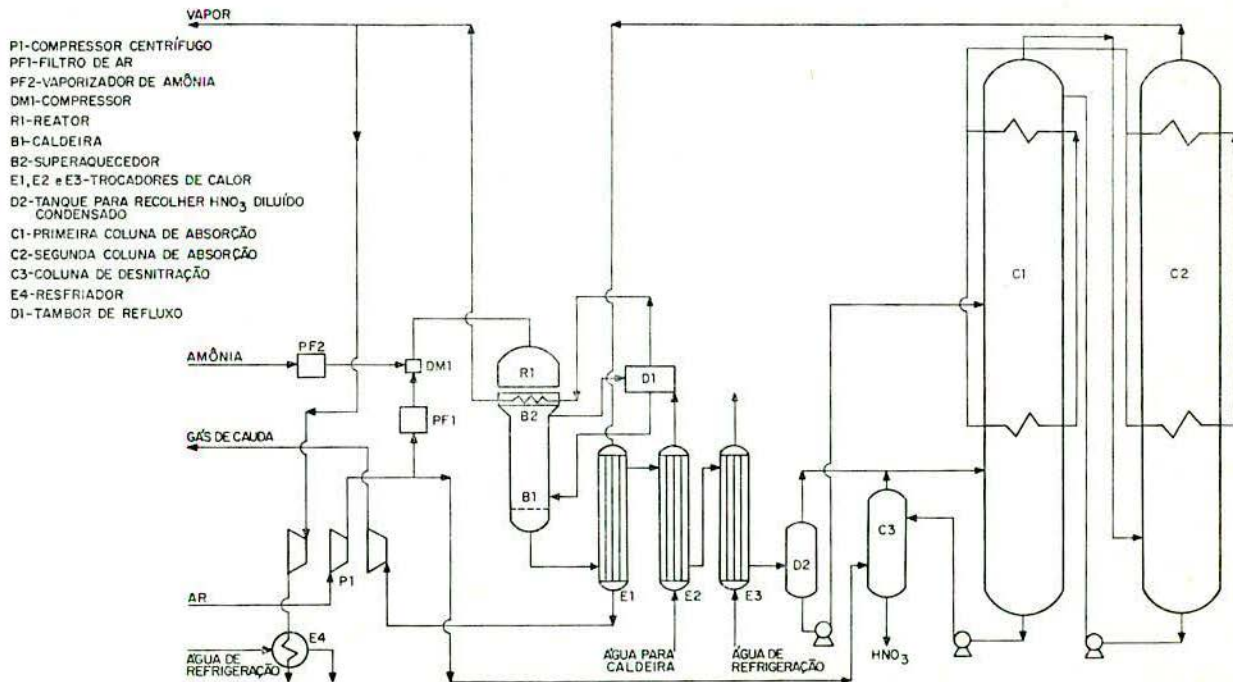 VAPOR
P1-COMPRESSOR CENTRÍFUGO
PF1-FILTRO DE AR
PF2-VAPORIZADOR DE AMÔNIA
DM1-COMPRESSOR
R1-REATOR
B1-CALDEIRA
B2-SUPERAQUECEDOR
E1, E2 e E3-TROCADORES DE CALOR
D2-TANQUE PARA RECOLHER HNO3 DILUÍDO
CONDENSADO
C1-PRIMEIRA COLUNA DE ABSORÇÃO
C2-SEGUNDA COLUNA DE ABSORÇÃO
C3-COLUNA DE DESNITRAÇÃO
E4-RESFRIADOR
D1-TAMBOR DE REFLUXO
C1
C2
PF2
AMÔNIA
DM1
R1
D1
B2
PF1
GÁS DE CAUDA
B1
C3
D2
P1
E1
E2
E3
AR
E4
ÁGUA DE
REFRIGERAÇÃO
ÁGUA PARA
CALDEIRA
ÁGUA DE
REFRIGERAÇÃO
HNO3